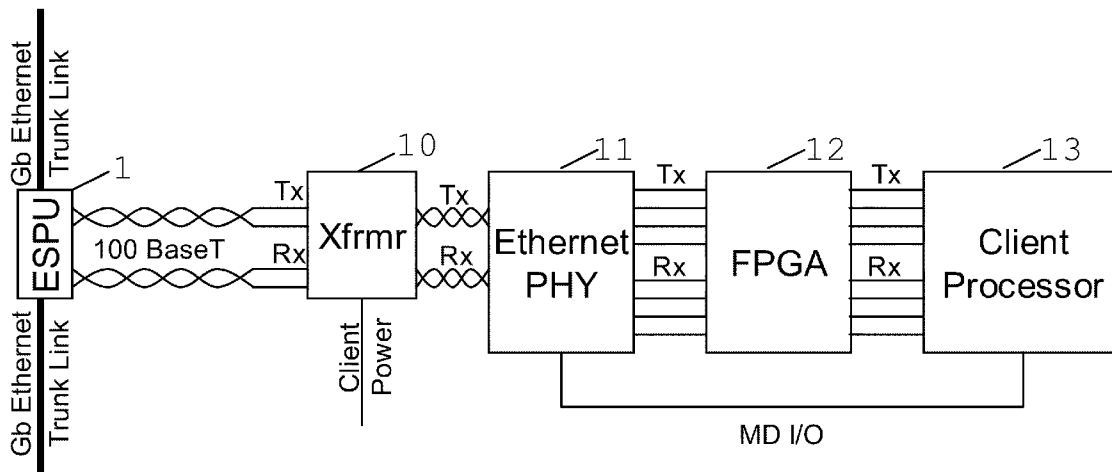 Gb Ethernet
Trunk Link
1
10
11
12
13
ESPU
Tx
100 BaseT
Rx
Xfrmr
Tx
Rx
Ethernet
PHY
Tx
Rx
FPGA
Tx
Rx
Client
Processor
Gb Ethernet
Trunk Link
Client
Power
MD I/O